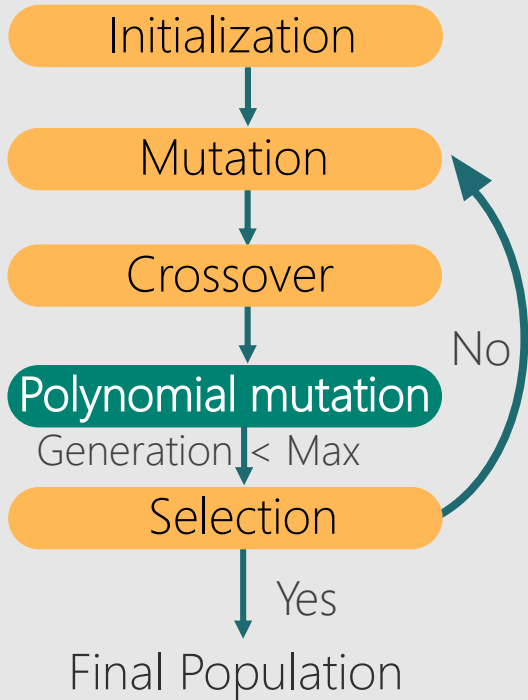 Initialization
Mutation
Crossover
No
Polynomial mutation
Generation < Max
Selection
Yes
Final Population